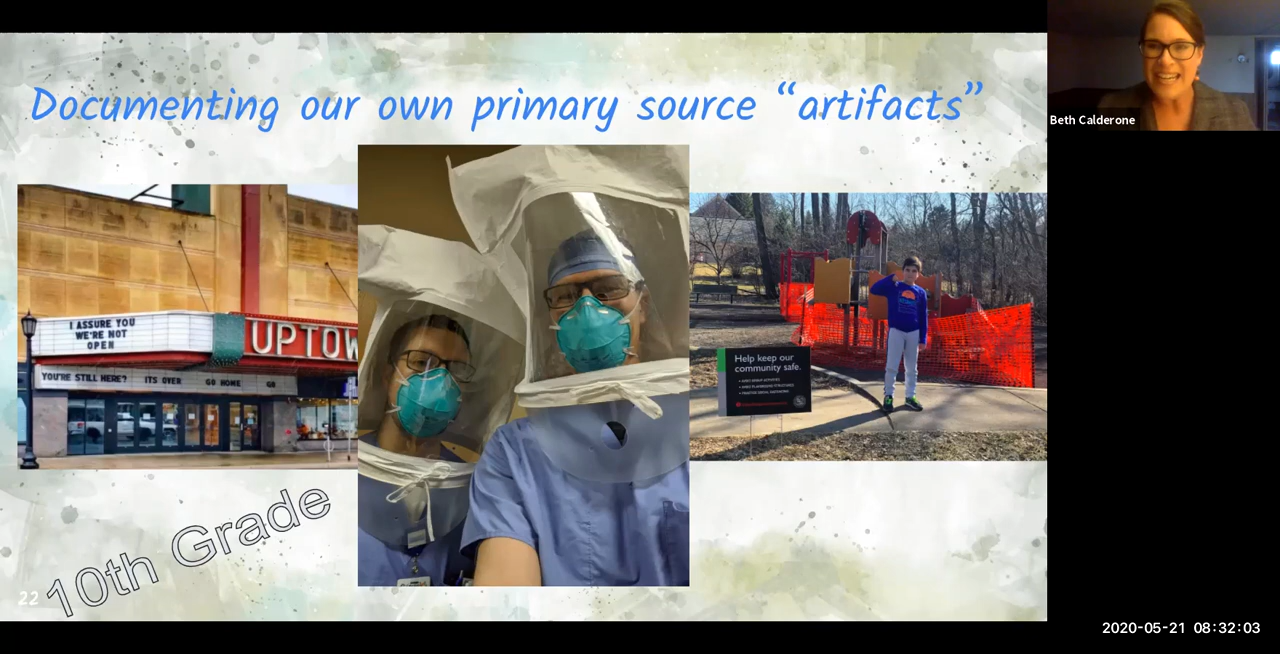 Documenting our own primary source “artifacts”
Beth Calderone
I ASSURE YOU
WE'RE NOT
OPEN
UPTOW
YOU'RE STILL HERE? ITS OVER GO HOME GO
Help keep our
community safe.
10th Grade
22
2020-05-21 08:32:03